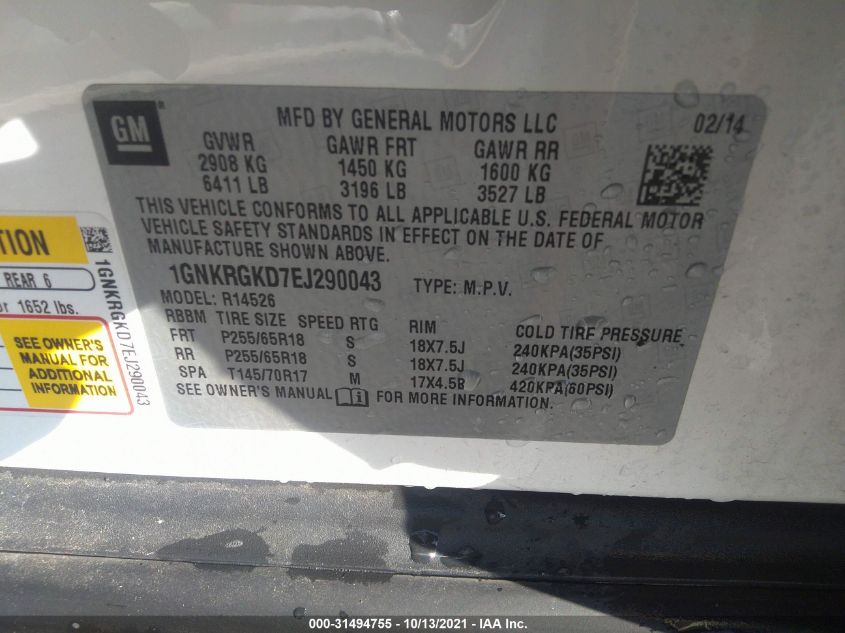 GM
MFD BY GENERAL MOTORS LLC 02/14
GVWR GAWR FRT GAWR RR
2908 KG 1450 KG 1600 KG
6411 LB 3196 LB 3527 LB
THIS VEHICLE CONFORMS TO ALL APPLICABLE U.S. FEDERAL MOTOR
VEHICLE SAFETY STANDARDS IN EFFECT ON THE DATE OF
MANUFACTURE SHOWN ABOVE.
1GNKRGKD7EJ290043 TYPE: M.P.V.
MODEL: R14526
RBBM TIRE SIZE SPEED RTG RIM COLD TIRE PRESSURE
FRT P255/65R18 S 18X7.5J 240KPA(35PSI)
RR P255/65R18 S 18X7.5J 240KPA(35PSI)
SPA T145/70R17 M 17X4.5B 420KPA(60PSI)
SEE OWNER'S MANUAL FOR MORE INFORMATION.
REAR 6
1652 lbs.
SEE OWNER'S
MANUAL FOR
ADDITIONAL
INFORMATION
1GNKRGKD7EJ290043
000-31494755 - 10/13/2021 - IAA Inc.